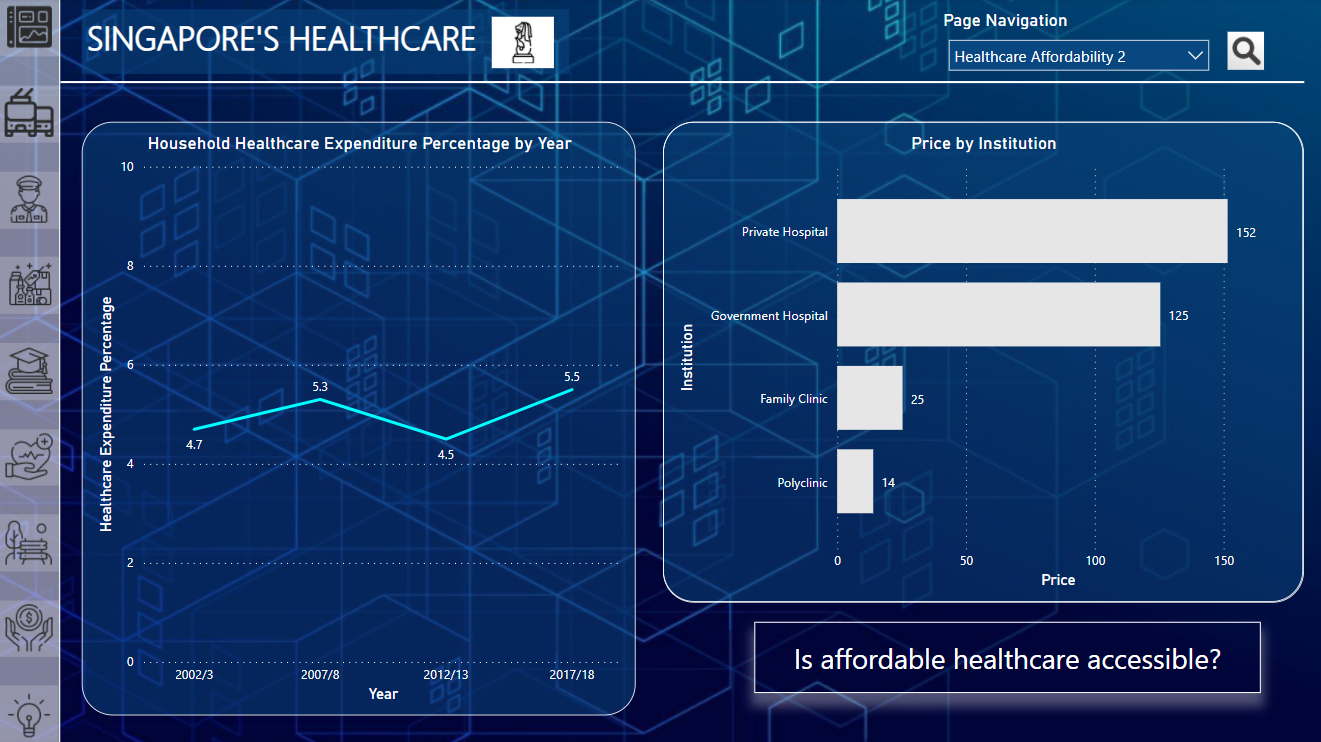 SINGAPORE'S HEALTHCARE
Page Navigation
Healthcare Affordability 2
Household Healthcare Expenditure Percentage by Year
Healthcare Expenditure Percentage
10
8
6
4
2
0
4.7
5.3
4.5
5.5
2002/3
2007/8
2012/13
2017/18
Year
Price by Institution
Institution
Private Hospital
152
Government Hospital
125
Family Clinic
25
Polyclinic
14
0
50
100
150
Price
Is affordable healthcare accessible?